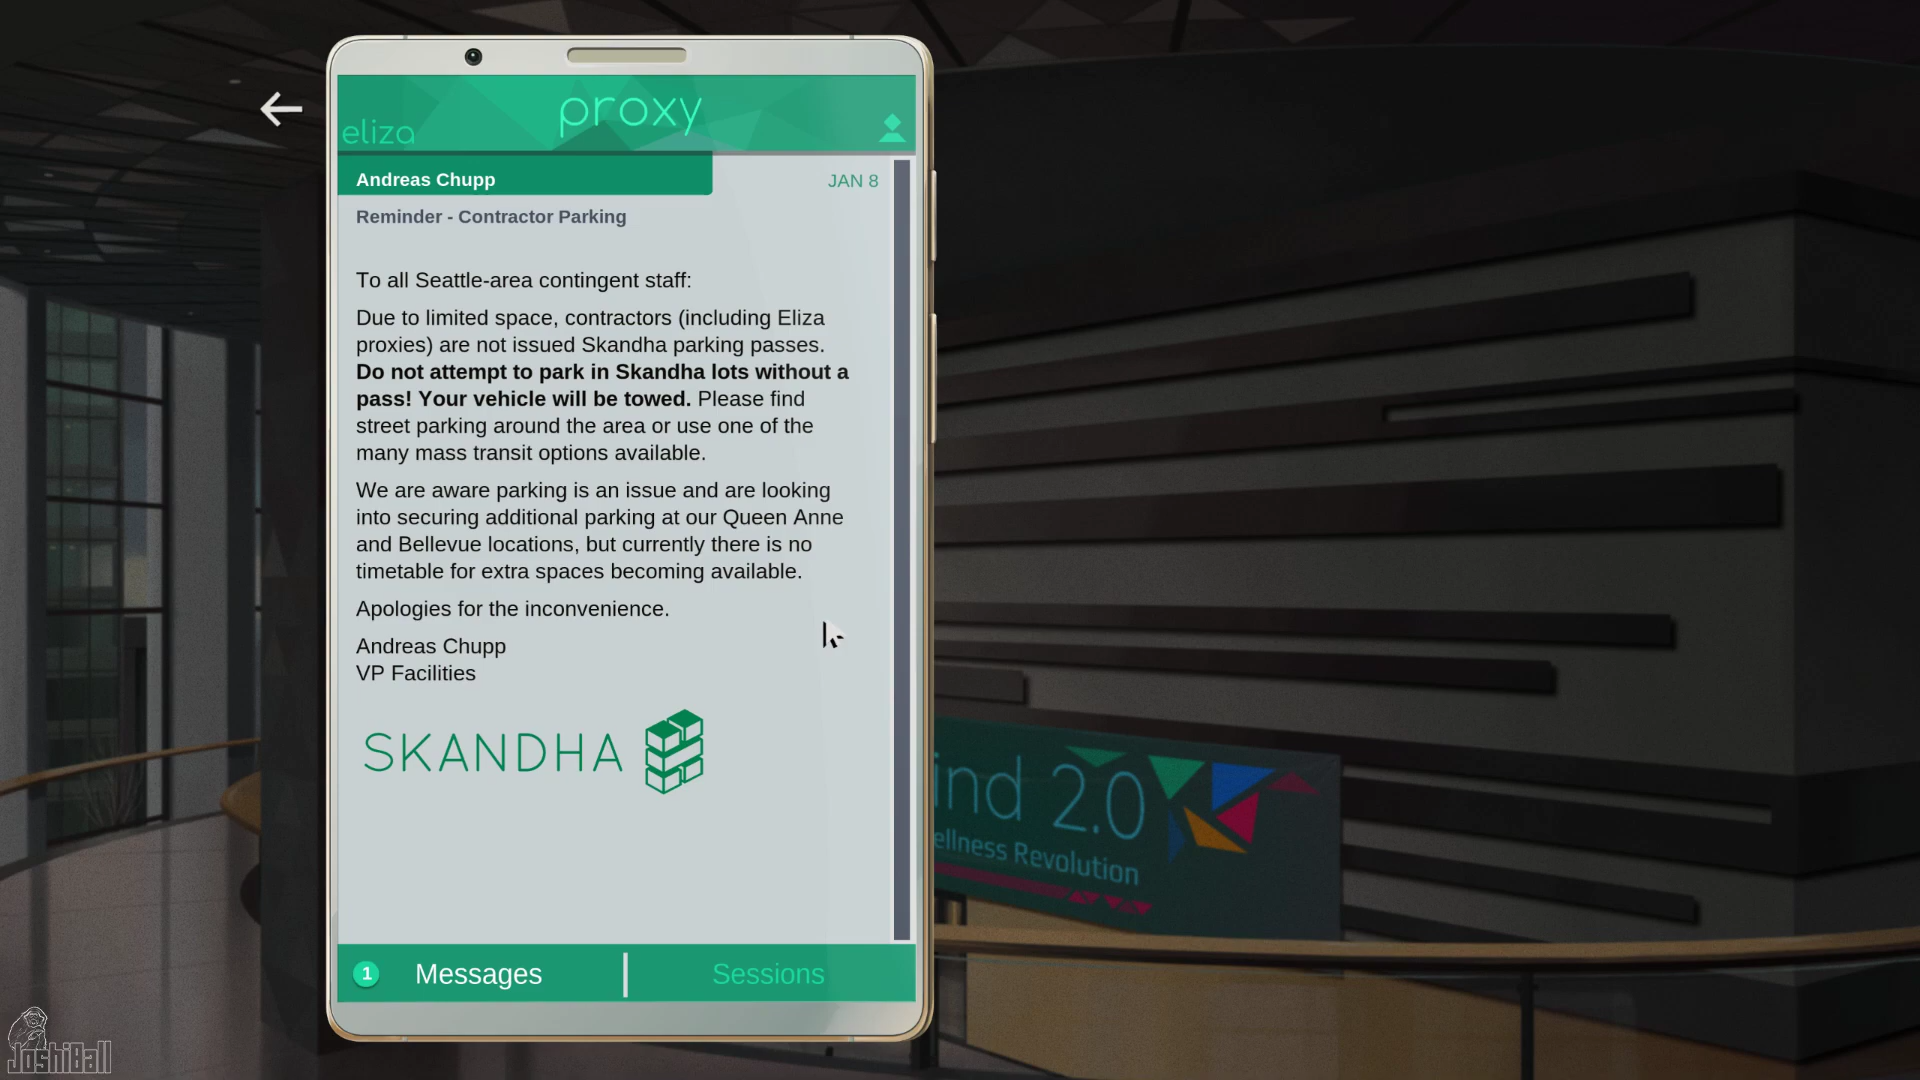 proxy
eliza
Andreas Chupp
JAN 8
Reminder - Contractor Parking
To all Seattle-area contingent staff:
Due to limited space, contractors (including Eliza
proxies) are not issued Skandha parking passes.
Do not attempt to park in Skandha lots without a
pass! Your vehicle will be towed. Please find
street parking around the area or use one of the
many mass transit options available.
We are aware parking is an issue and are looking
into securing additional parking at our Queen Anne
and Bellevue locations, but currently there is no
timetable for extra spaces becoming available.
Apologies for the inconvenience.
Andreas Chupp
VP Facilities
SKANDHA
1 Messages
Sessions
ind 2.0
ellness Revolution
JoshiBall